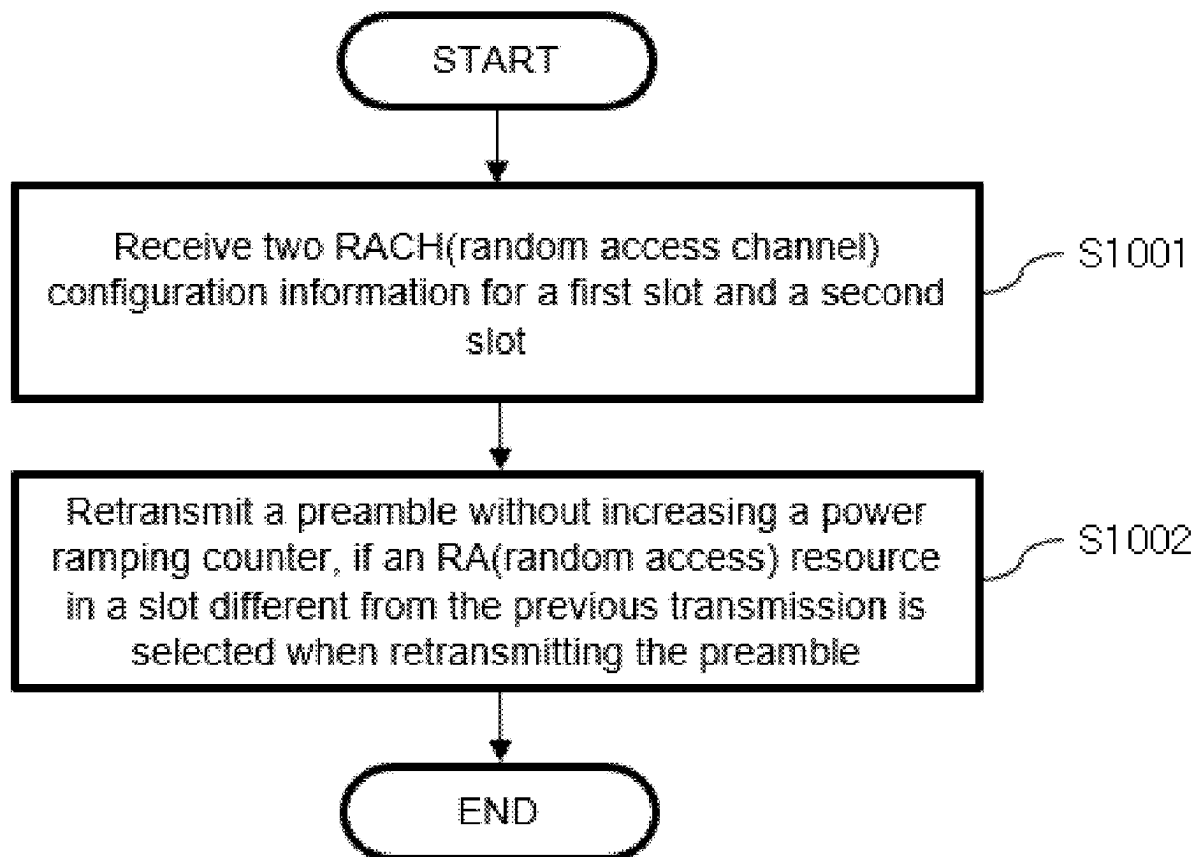 START
Receive two RACH(random access channel)
configuration information for a first slot and a second
slot
S1001
Retransmit a preamble without increasing a power
ramping counter, if an RA(random access) resource
in a slot different from the previous transmission is
selected when retransmitting the preamble
S1002
END